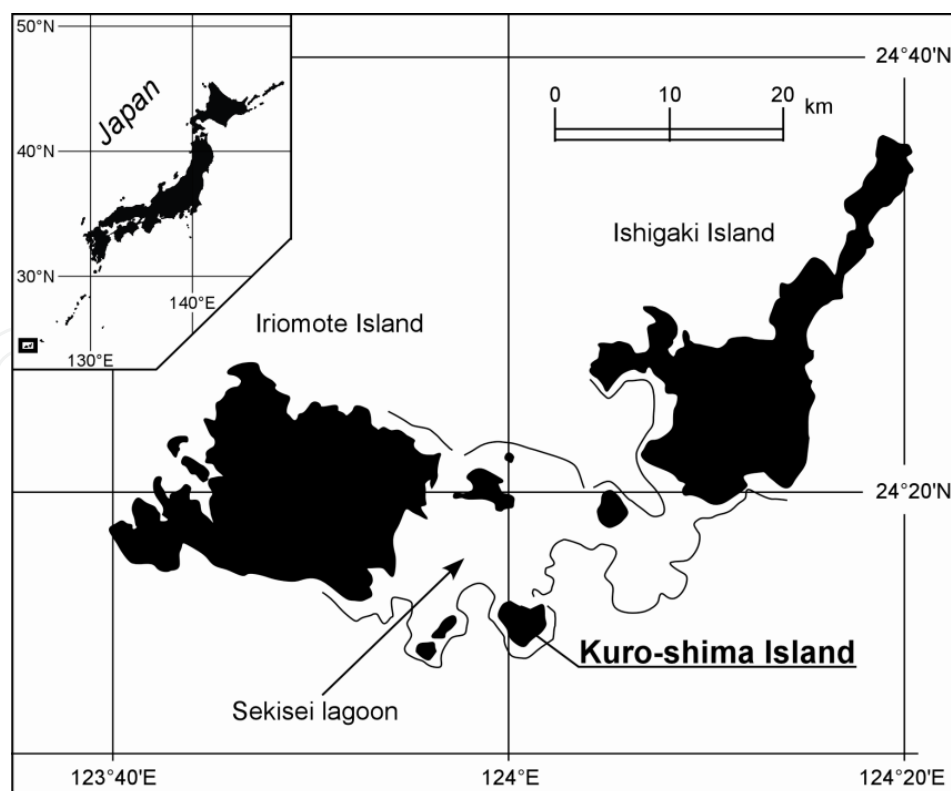 50°N
Japan
40°N
30°N
140°E
130°E
24°40'N
0 10 20 km
Ishigaki Island
Iriomote Island
24°20'N
Kuro-shima Island
Sekisei lagoon
123°40'E 124°E 124°20'E